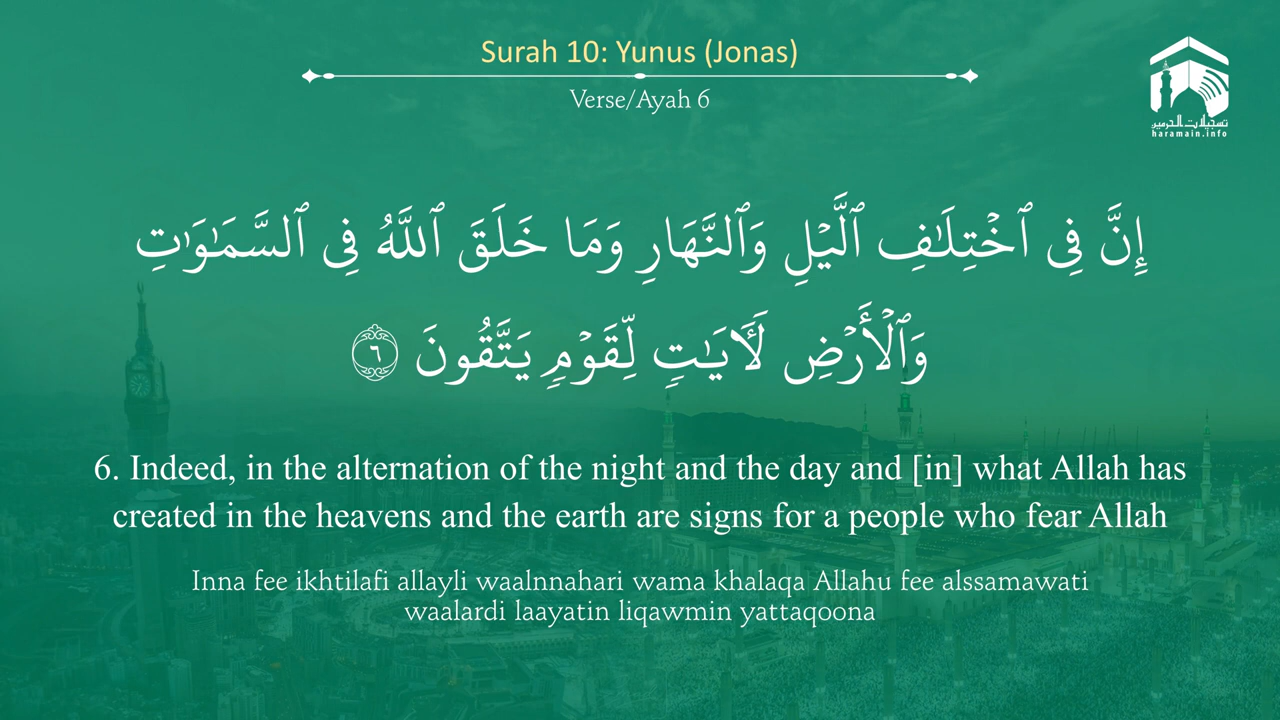 Surah 10: Yunus (Jonas)
Verse/Ayah 6
تسجيلات الحرمين
haramain.info
إِنَّ فِى ٱخْتِلَـٰفِ ٱلَّيْلِ وَٱلنَّهَارِ وَمَا خَلَقَ ٱللَّهُ فِى ٱلسَّمَـٰوَٰتِ
وَٱلْأَرْضِ لَـَٔايَـٰتٍ لِّقَوْمٍ يَتَّقُونَ ٦
6. Indeed, in the alternation of the night and the day and [in] what Allah has
created in the heavens and the earth are signs for a people who fear Allah
Inna fee ikhtilafi allayli waalnnahari wama khalaqa Allahu fee alssamawati
waalardi laayatin liqawmin yattaqoona